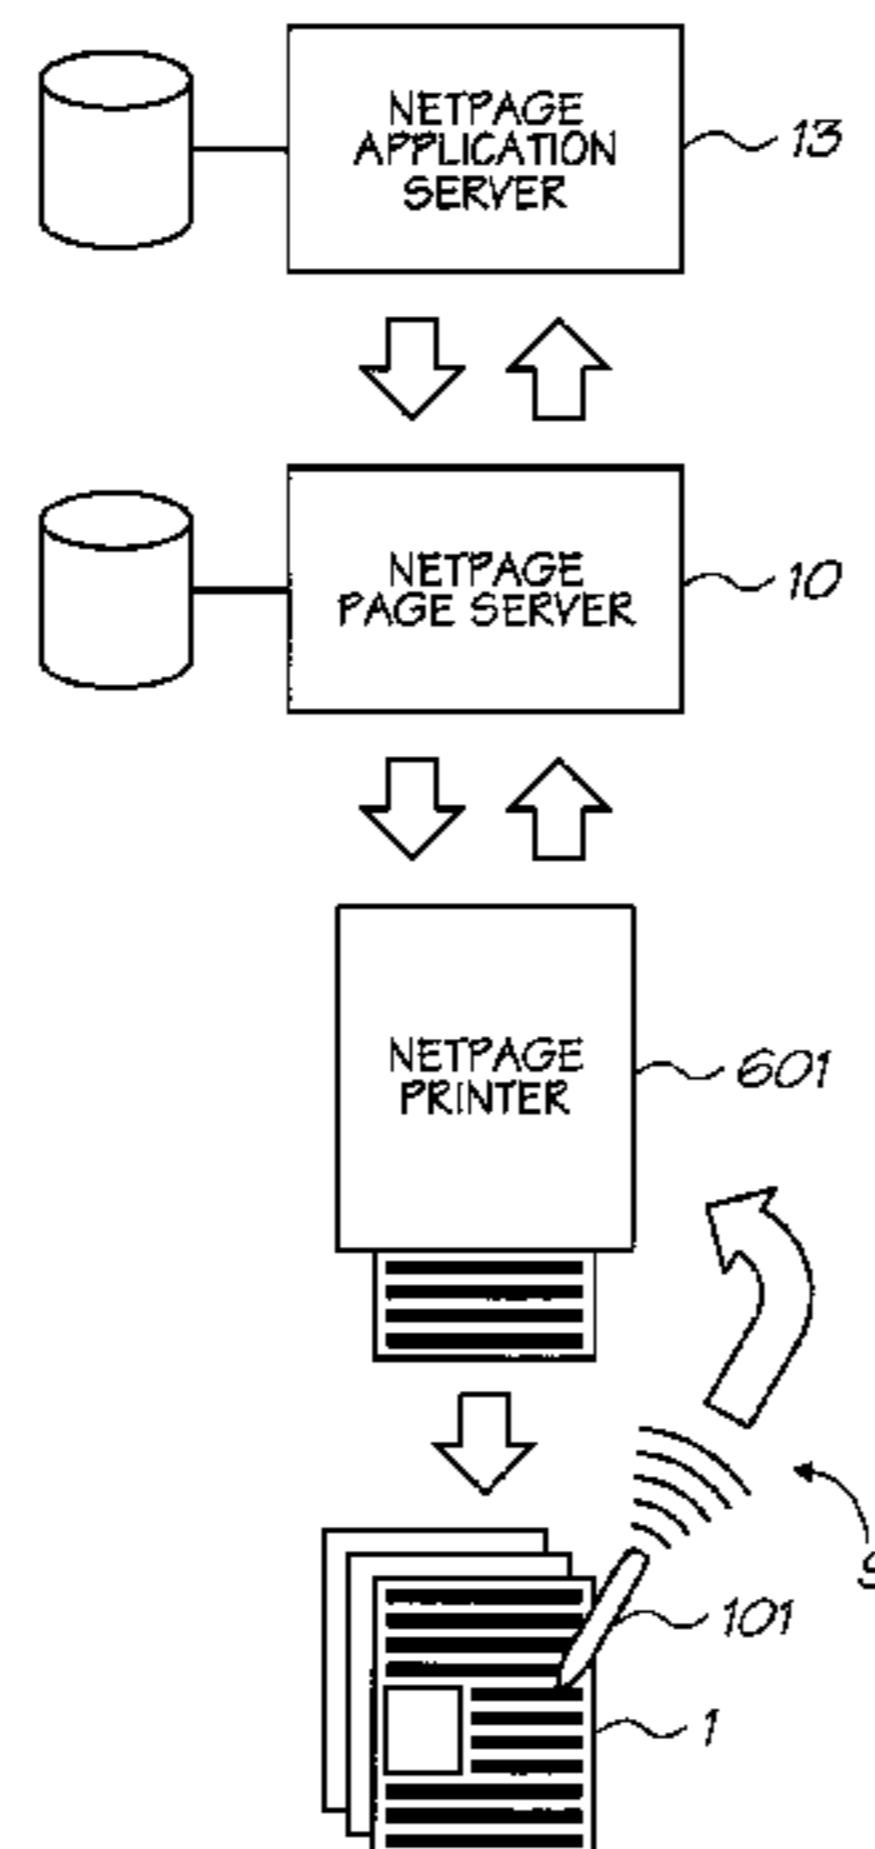 NETPAGE
APPLICATION
SERVER
13
NETPAGE
PAGE SERVER
10
NETPAGE
PRINTER
601
101
1